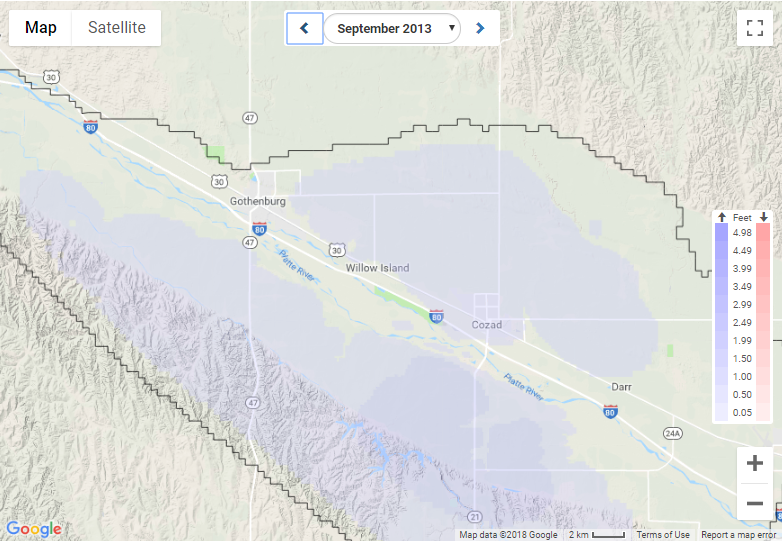 Map
Satellite
September 2013
30
47
80
30
Gothenburg
80
47
30
Platte River
Willow Island
80
Cozad
Platte River
Darr
80
47
24A
21
80
Feet
4.98
4.49
3.99
3.49
2.99
2.49
1.99
1.50
1.00
0.50
0.05
Google
Map data ©2018 Google
2 km
Terms of Use
Report a map error